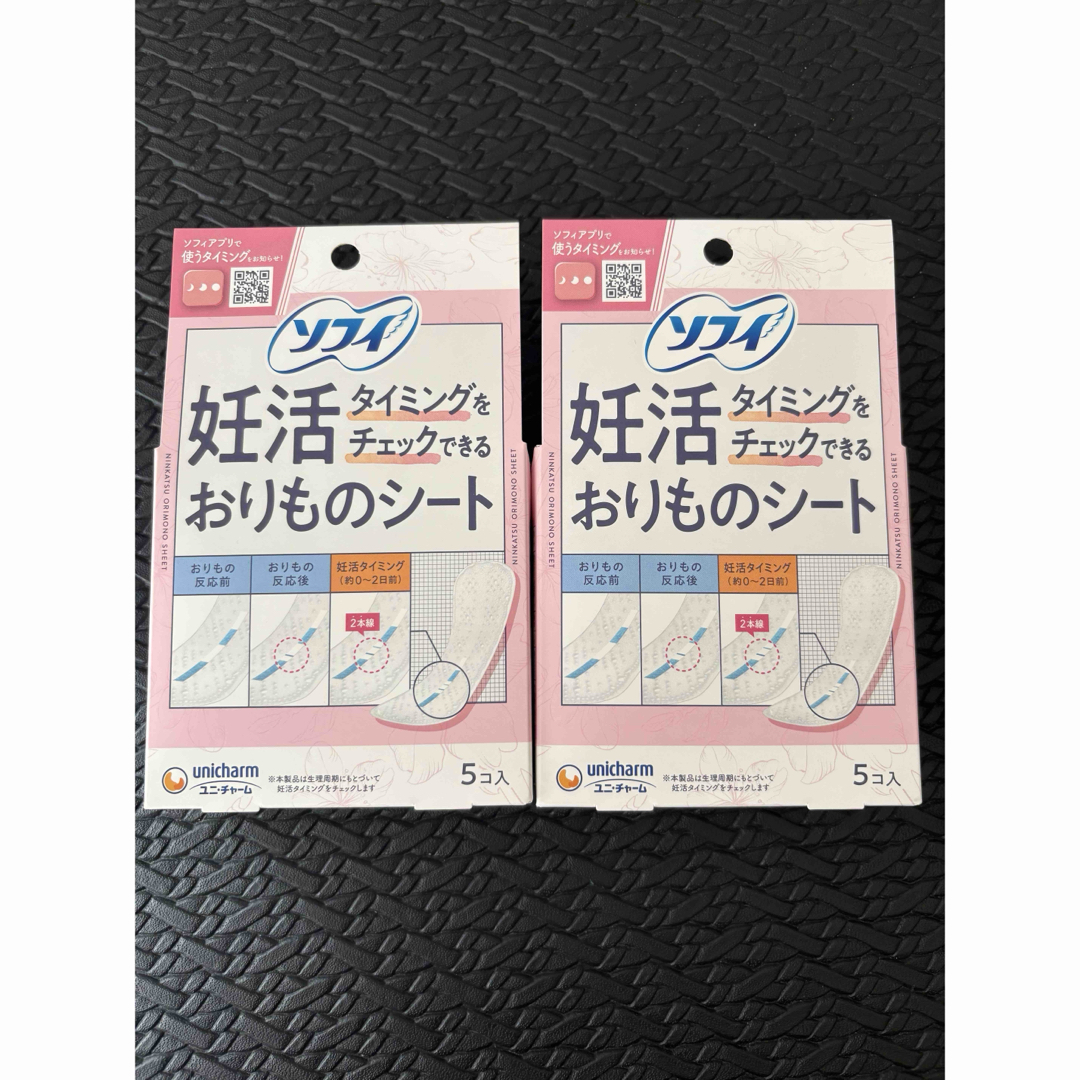 ソフィアプリで
使うタイミングをお知らせ!
ソフィ
妊活 タイミングを
チェックできる
おりものシート
NINKATSU ORIMONO SHEET
NINKATSU ORIMONO SHEET
おりもの
反応前
おりもの
反応後
妊活タイミング
(約0〜2日前)
2本線
unicharm
ユニ・チャーム
※本製品は生理周期にもとづいて
妊活タイミングをチェックします
5コ入
ソフィアプリで
使うタイミングをお知らせ!
ソフィ
妊活 タイミングを
チェックできる
おりものシート
NINKATSU ORIMONO SHEET
NINKATSU ORIMONO SHEET
おりもの
反応前
おりもの
反応後
妊活タイミング
(約0〜2日前)
2本線
unicharm
ユニ・チャーム
※本製品は生理周期にもとづいて
妊活タイミングをチェックします
5コ入